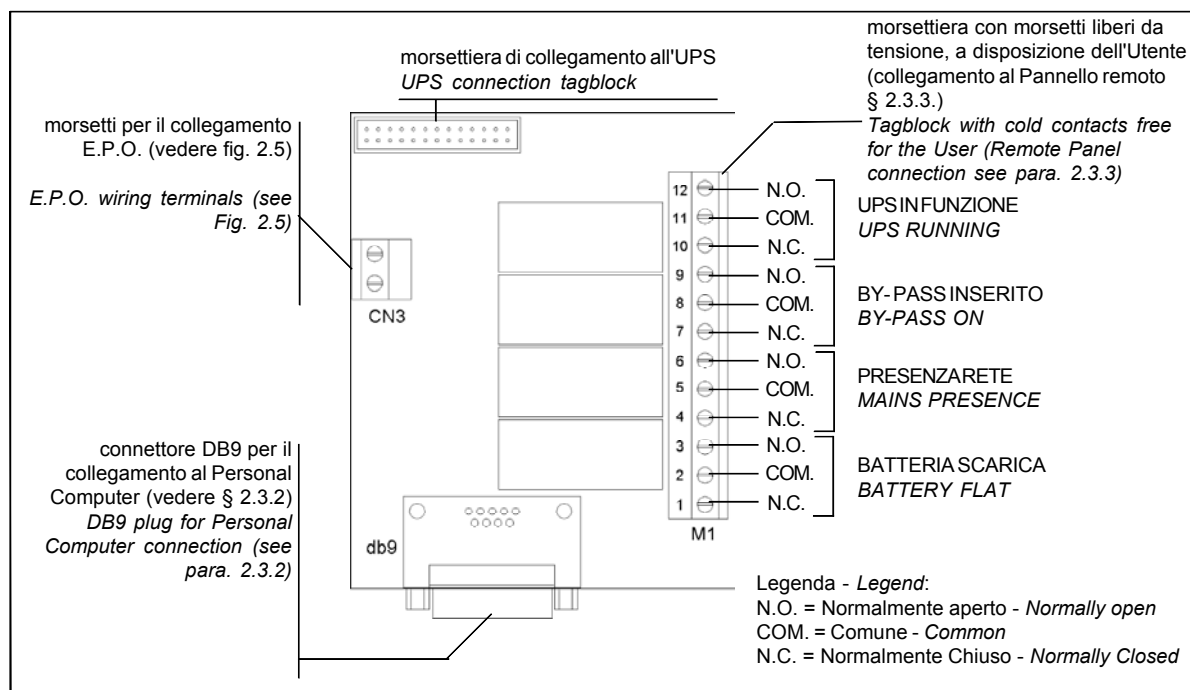 morsettiera di collegamento all'UPS
UPS connection tagblock
morsettiera con morsetti liberi da
tensione, a disposizione dell'Utente
(collegamento al Pannello remoto
§ 2.3.3.)
Tagblock with cold contacts free
for the User (Remote Panel
connection see para. 2.3.3)
morsetti per il collegamento
E.P.O. (vedere fig. 2.5)
E.P.O. wiring terminals (see
Fig. 2.5)
CN3
12 N.O.
11 COM.
10 N.C.
UPS IN FUNZIONE
UPS RUNNING
9 N.O.
8 COM.
7 N.C.
BY-PASS INSERITO
BY-PASS ON
6 N.O.
5 COM.
4 N.C.
PRESENZA RETE
MAINS PRESENCE
3 N.O.
2 COM.
1 N.C.
BATTERIA SCARICA
BATTERY FLAT
M1
connettore DB9 per il
collegamento al Personal
Computer (vedere § 2.3.2)
DB9 plug for Personal
Computer connection (see
para. 2.3.2)
db9
Legenda - Legend:
N.O. = Normalmente aperto - Normally open
COM. = Comune - Common
N.C. = Normalmente Chiuso - Normally Closed